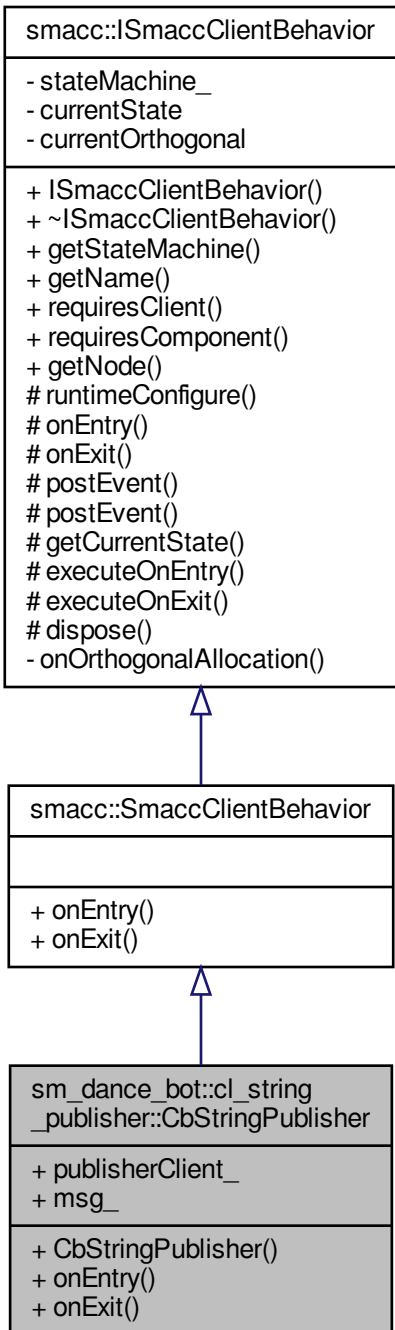 smacc::ISmaccClientBehavior
- stateMachine_
- currentState
- currentOrthogonal
+ ISmaccClientBehavior()
+ ~ISmaccClientBehavior()
+ getStateMachine()
+ getName()
+ requiresClient()
+ requiresComponent()
+ getNode()
# runtimeConfigure()
# onEntry()
# onExit()
# postEvent()
# postEvent()
# getCurrentState()
# executeOnEntry()
# executeOnExit()
# dispose()
- onOrthogonalAllocation()
smacc::SmaccClientBehavior
+ onEntry()
+ onExit()
sm_dance_bot::cl_string
_publisher::CbStringPublisher
+ publisherClient_
+ msg_
+ CbStringPublisher()
+ onEntry()
+ onExit()